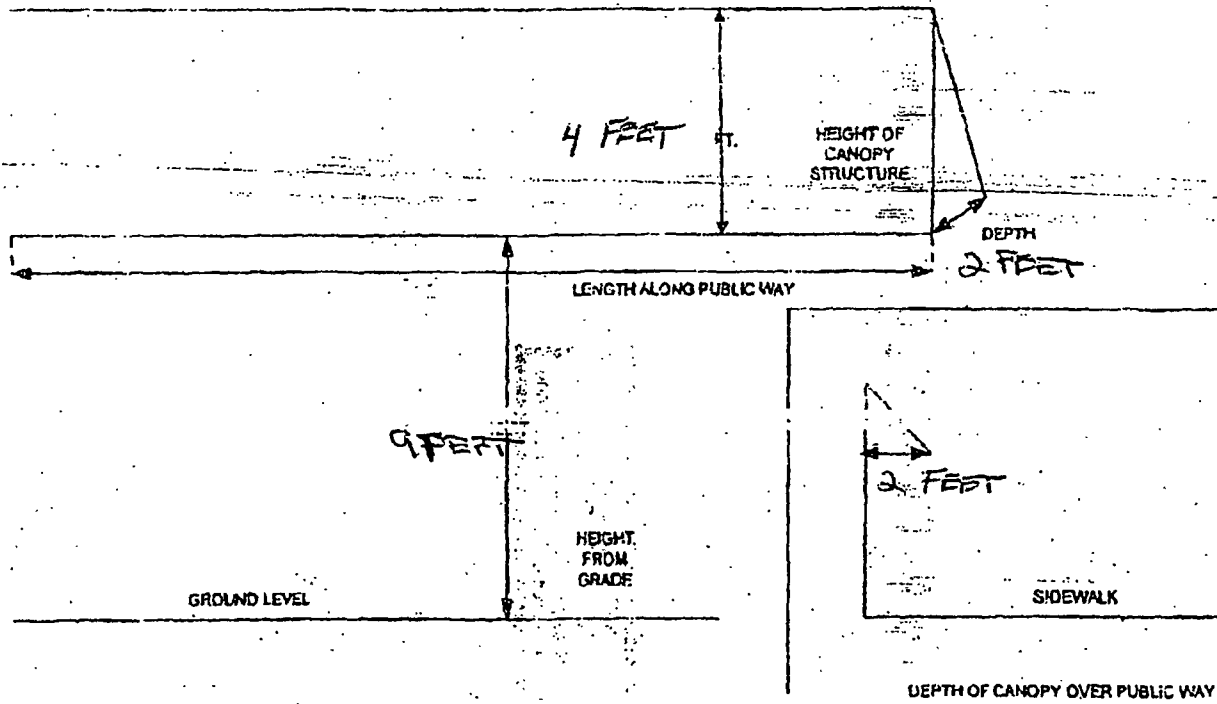 4 FEET FT.
HEIGHT OF
CANOPY
STRUCTURE
DEPTH
2 FEET
LENGTH ALONG PUBLIC WAY
9 FEET
2 FEET
HEIGHT
FROM
GRADE
GROUND LEVEL
SIDEWALK
DEPTH OF CANOPY OVER PUBLIC WAY